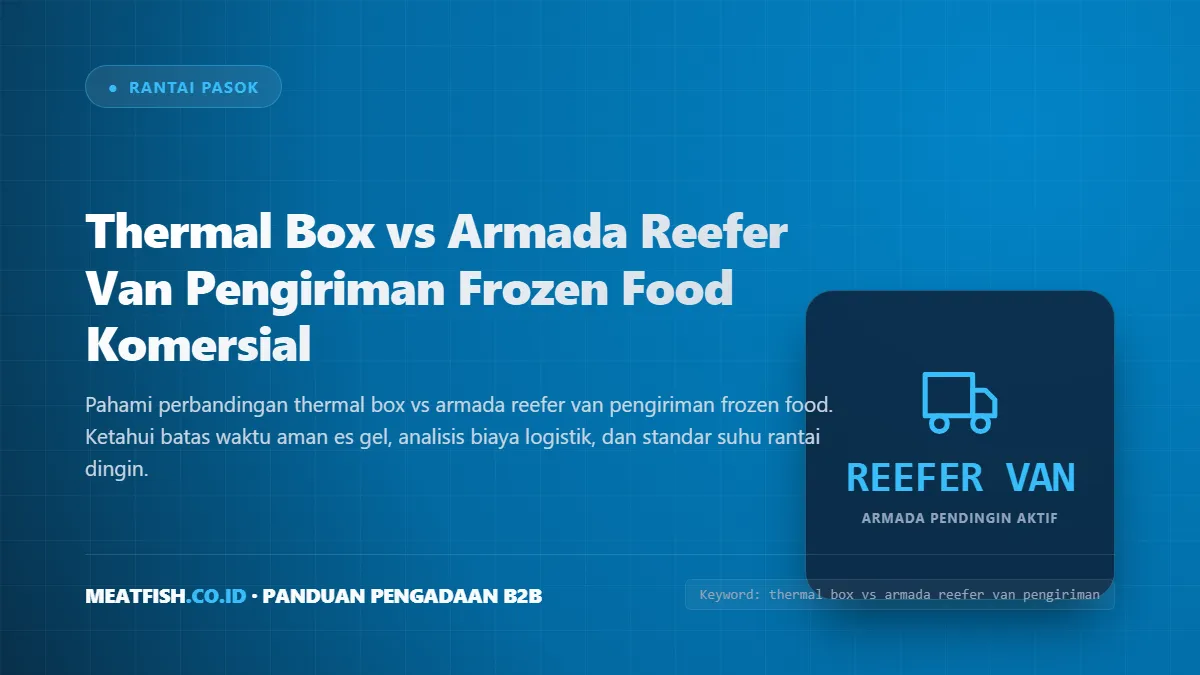 RANTAI PASOK
Thermal Box vs Armada Reefer
Van Pengiriman Frozen Food
Komersial
Pahami perbandingan thermal box vs armada reefer van pengiriman frozen food.
Ketahui batas waktu aman es gel, analisis biaya logistik, dan standar suhu rantai
dingin.
REEFER VAN
ARMADA PENDINGIN AKTIF
MEATFISH.CO.ID • PANDUAN PENGADAAN B2B
Keyword: thermal box vs armada reefer van pengiriman